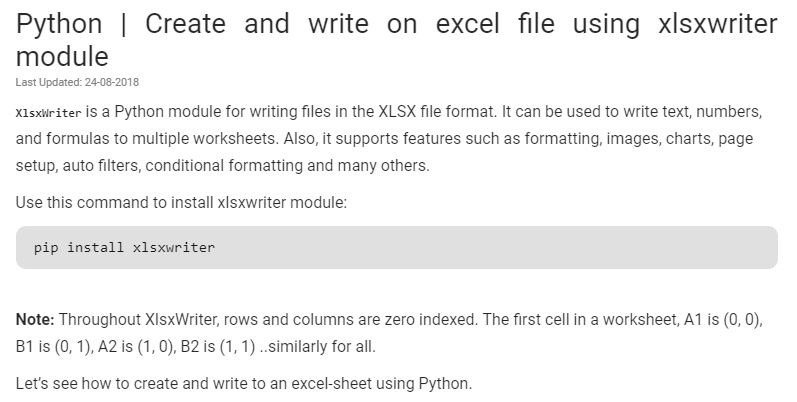 Python | Create and write on excel file using xlsxwriter
module
Last Updated: 24-08-2018
XlsxWriter is a Python module for writing files in the XLSX file format. It can be used to write text, numbers,
and formulas to multiple worksheets. Also, it supports features such as formatting, images, charts, page
setup, auto filters, conditional formatting and many others.
Use this command to install xlsxwriter module:
pip install xlsxwriter
Note: Throughout XlsxWriter, rows and columns are zero indexed. The first cell in a worksheet, A1 is (0, 0),
B1 is (0, 1), A2 is (1, 0), B2 is (1, 1) ..similarly for all.
Let's see how to create and write to an excel-sheet using Python.